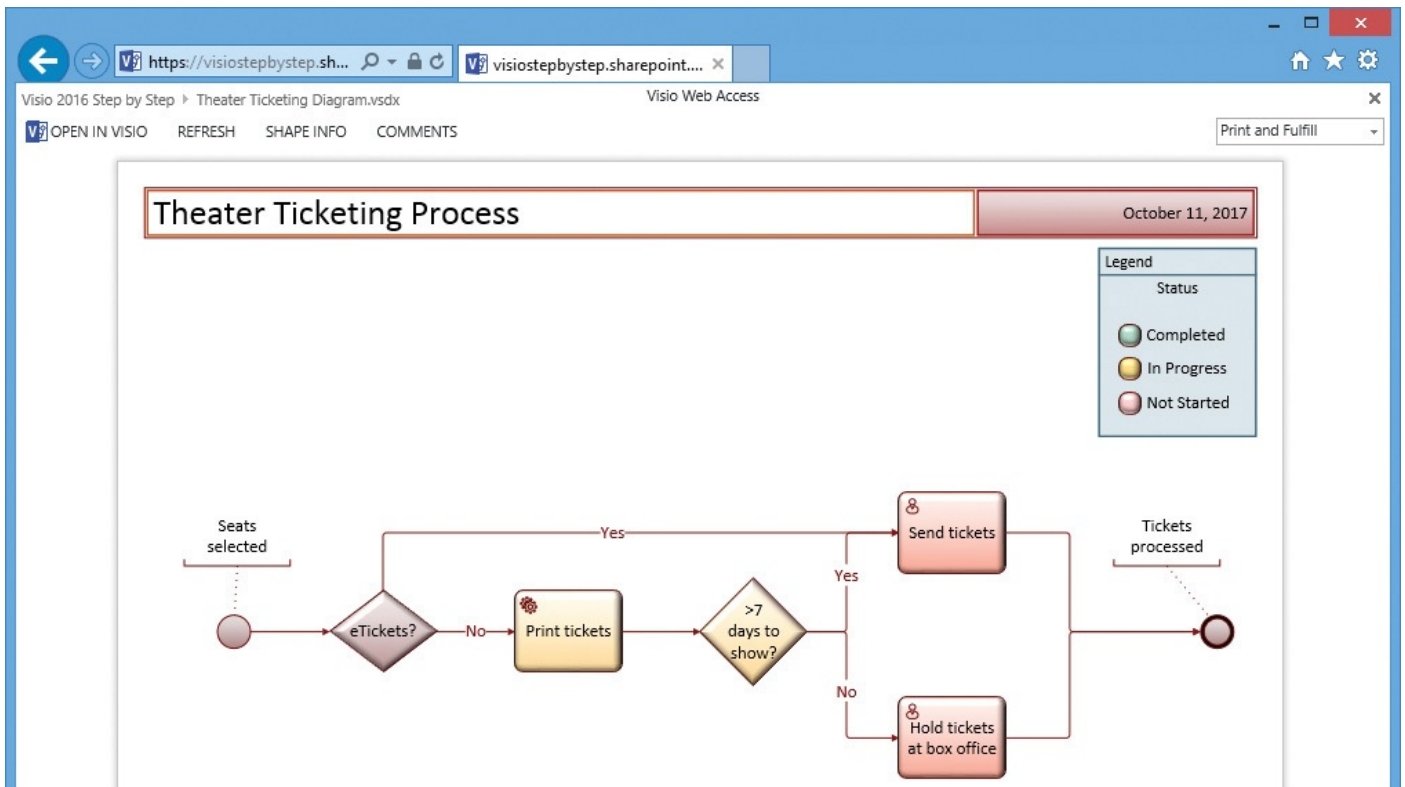 https://visiostepbystep.sh...
visiostepbystep.sharepoint....
Visio 2016 Step by Step ▸ Theater Ticketing Diagram.vsdx
Visio Web Access
OPEN IN VISIO REFRESH SHAPE INFO COMMENTS
Print and Fulfill
Theater Ticketing Process
October 11, 2017
Legend
Status
Completed
In Progress
Not Started
Seats
selected
eTickets?
Yes
No
Print tickets
>7
days to
show?
Yes
No
Send tickets
Hold tickets
at box office
Tickets
processed